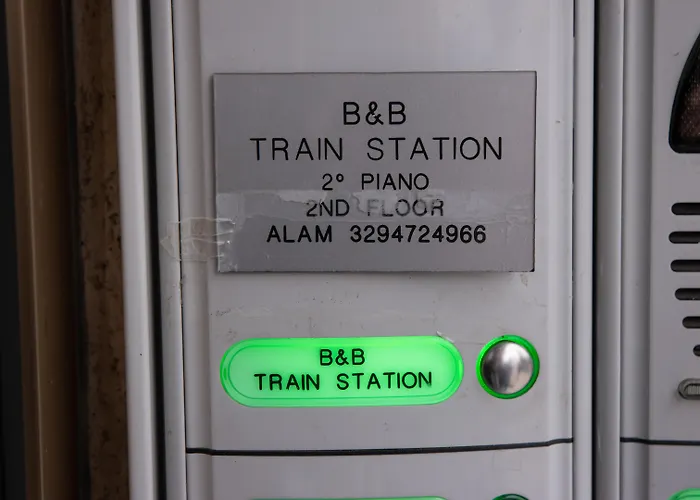 B&B
TRAIN STATION
2° PIANO
2ND FLOOR
ALAM 3294724966
B&B
TRAIN STATION